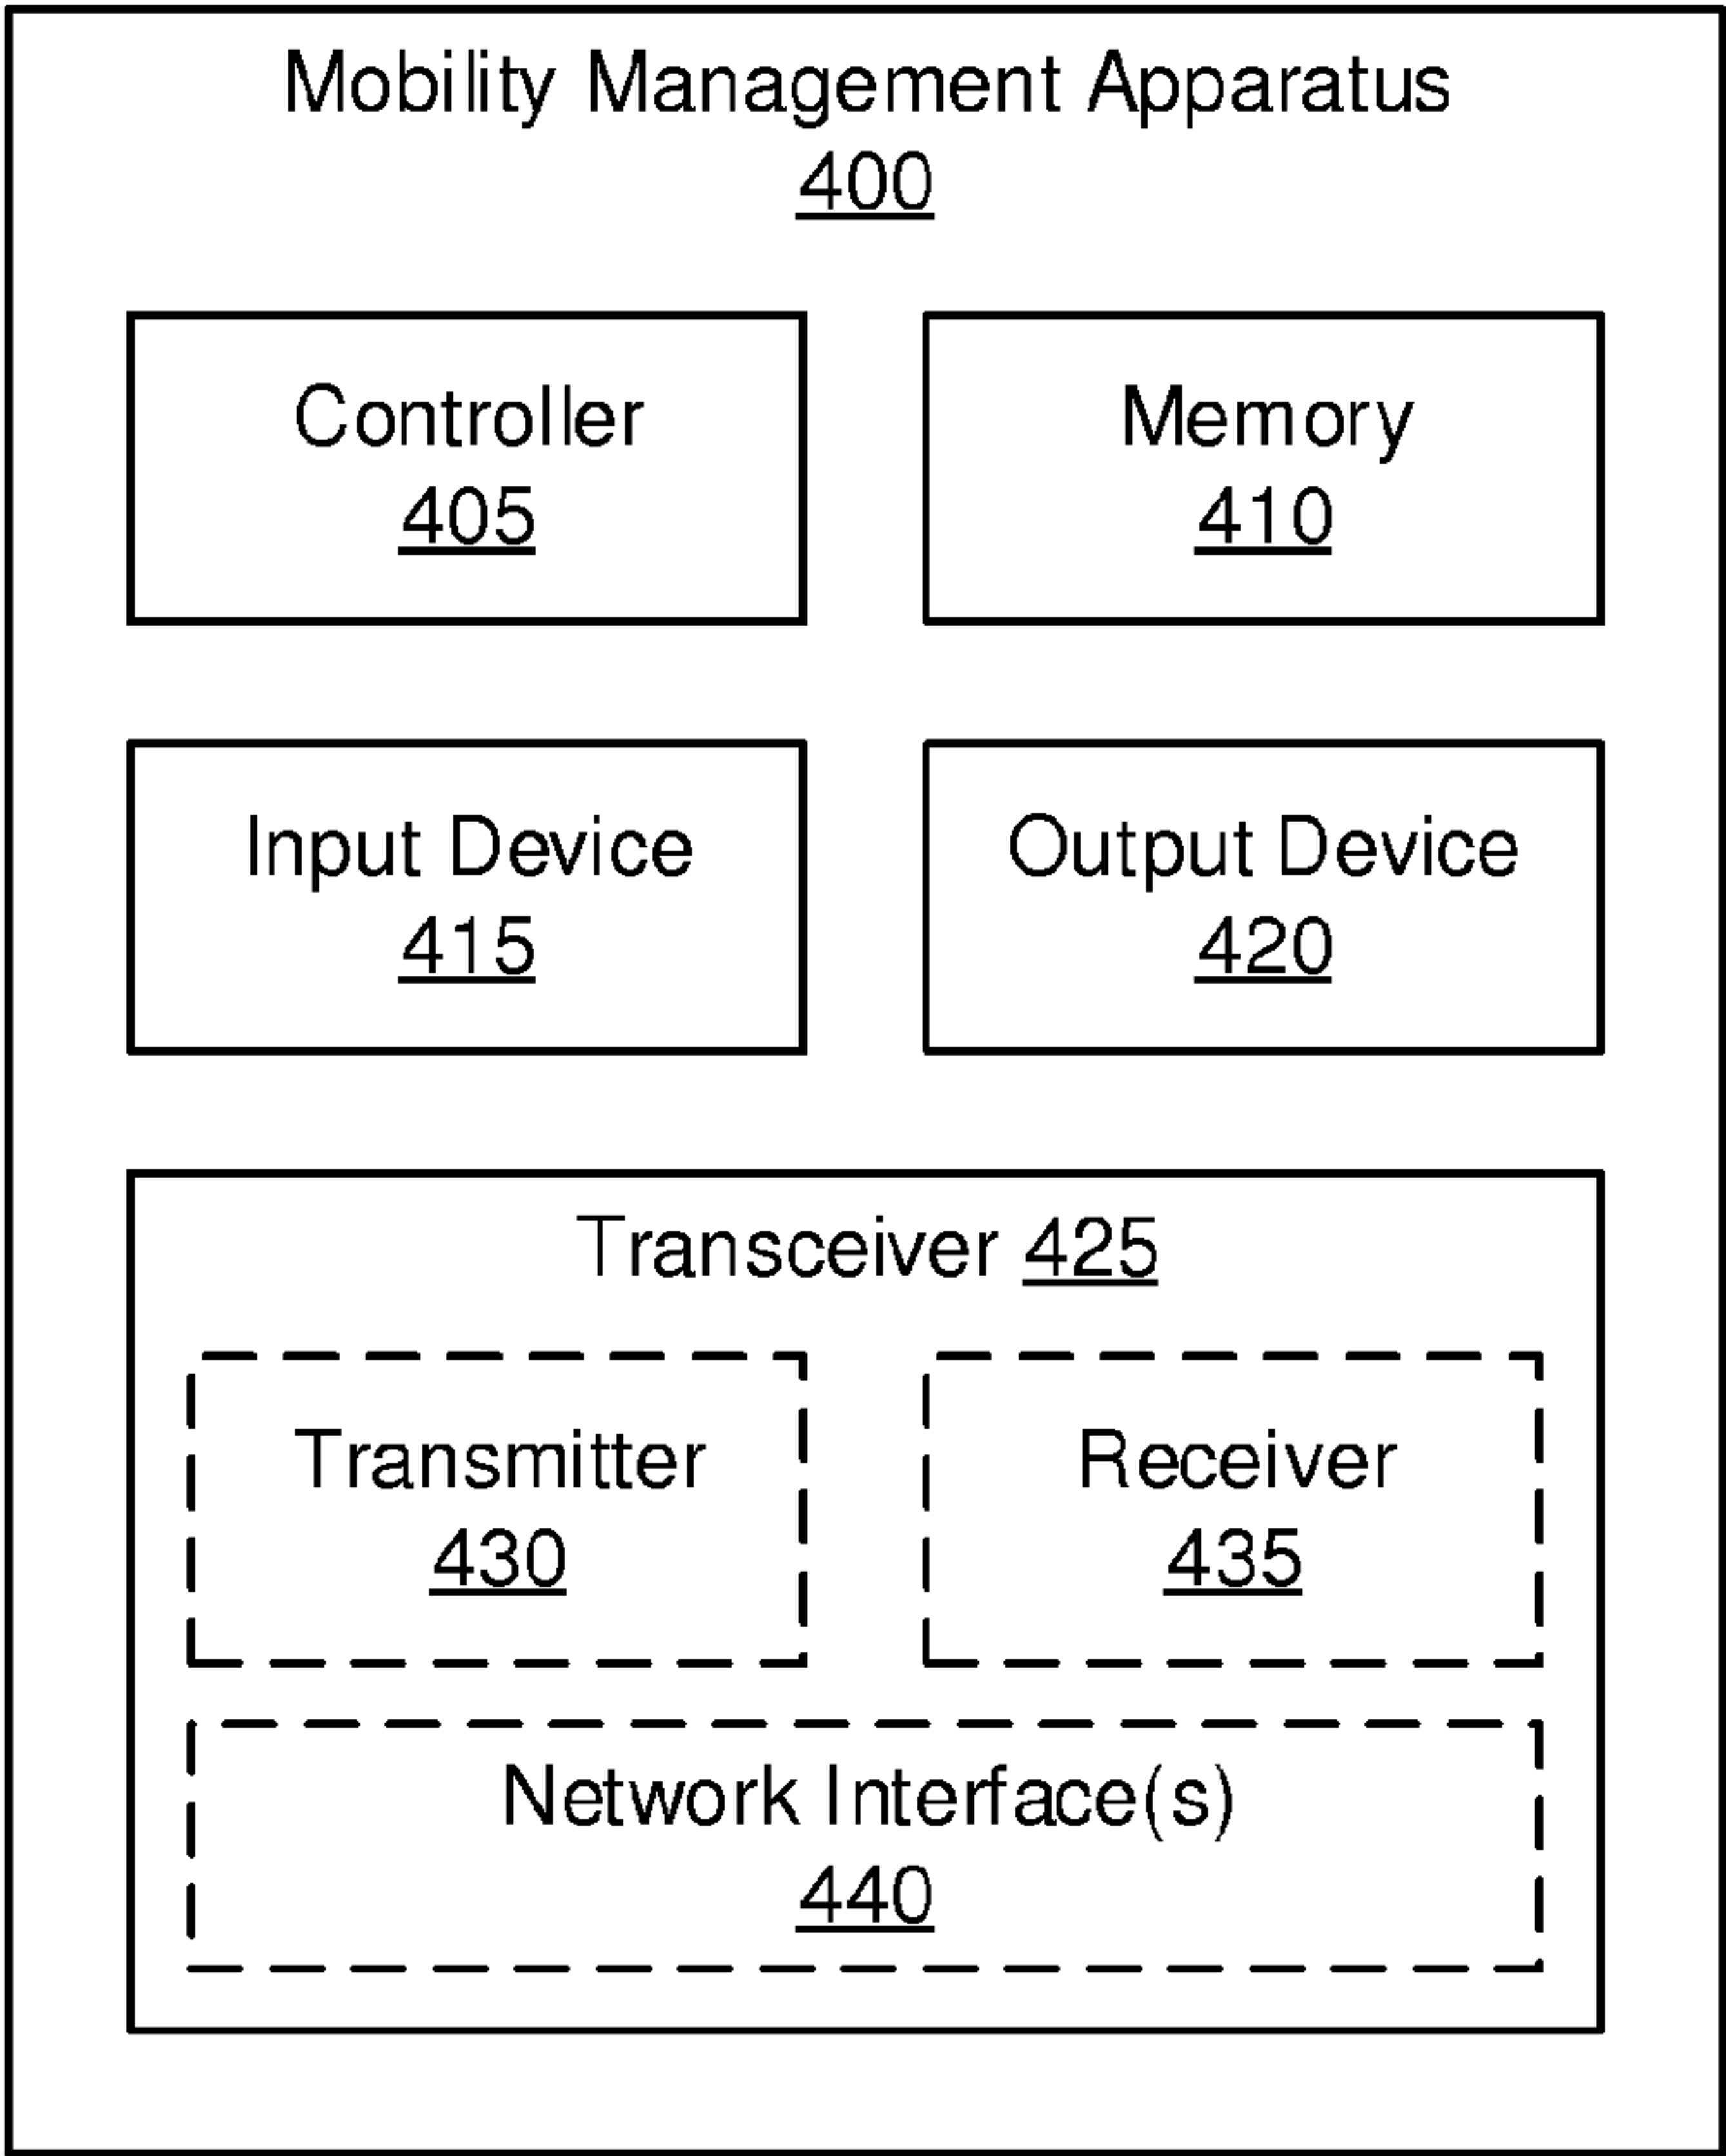 Mobility Management Apparatus
400
Controller
405
Memory
410
Input Device
415
Output Device
420
Transceiver 425
Transmitter
430
Receiver
435
Network Interface(s)
440